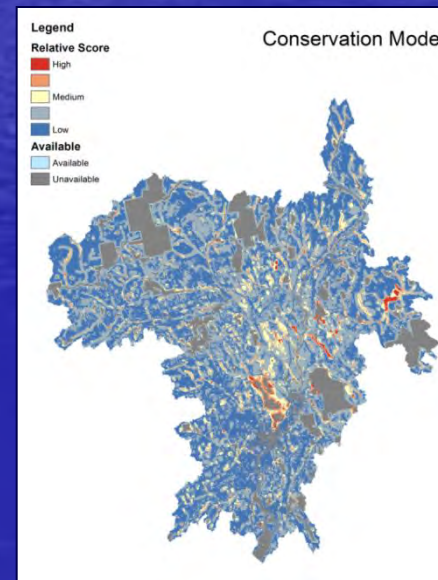 Legend
Relative Score
High
Medium
Low
Available
Available
Unavailable
Conservation Mode